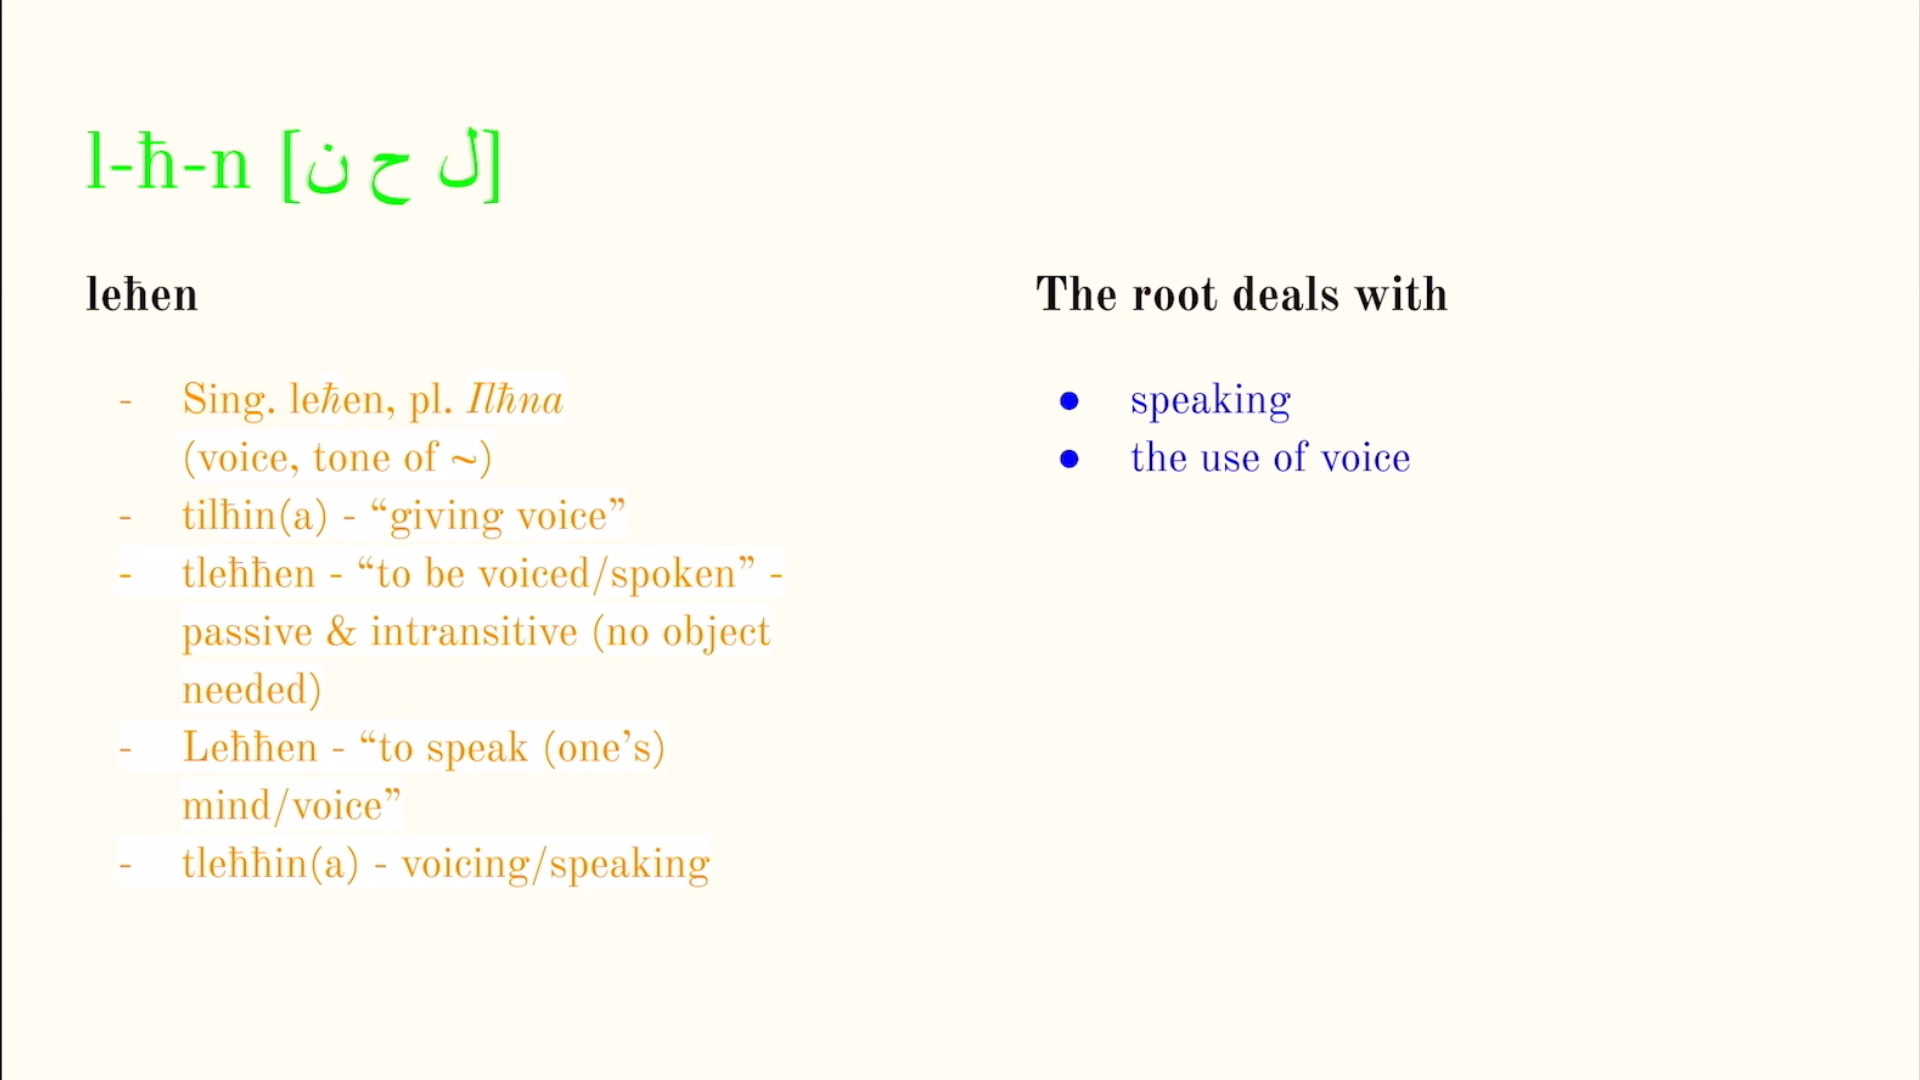 l-ħ-n [ل ح ن]
leħen
- Sing. leħen, pl. Ilħna
(voice, tone of ~)
- tilħin(a) - “giving voice”
- tleħħen - “to be voiced/spoken” -
passive & intransitive (no object
needed)
- Leħħen - “to speak (one’s)
mind/voice”
- tleħħin(a) - voicing/speaking
The root deals with
● speaking
● the use of voice